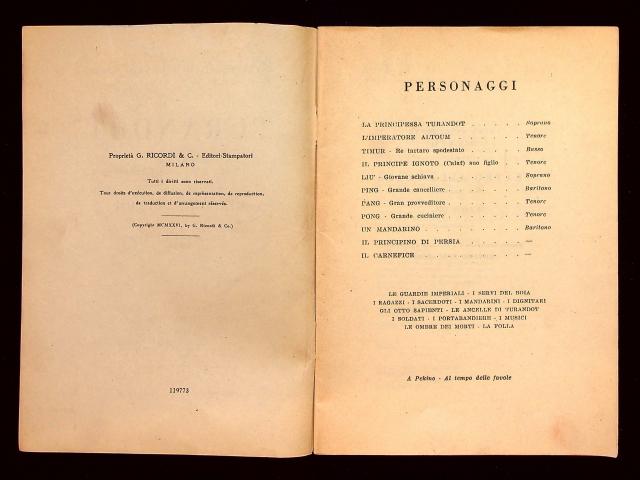 Proprietà G. RICORDI & C. - Editori-Stampatori
MILANO
Tutti i diritti sono riservati.
Tous droits d'exécution, de diffusion, de représentation, de reproduction,
de traduction et d'arrangement réservés.
(Copyright MCMXXVI, by G. Ricordi & Co.)
119773
PERSONAGGI
LA PRINCIPESSA TURANDOT . . . . . Soprano
L'IMPERATORE ALTOUM . . . . . . Tenore
TIMUR - Re tartaro spodestato . . . . . Basso
IL PRINCIPE IGNOTO (Calaf) suo figlio . . Tenore
LIU' - Giovane schiava . . . . . . . Soprano
PING - Grande cancelliere . . . . . . Baritono
PANG - Gran provveditore . . . . . . Tenore
PONG - Grande cuciniere . . . . . . Tenore
UN MANDARINO . . . . . . . . Baritono
IL PRINCIPINO DI PERSIA . . . . . —
IL CARNEFICE . . . . . . . . —
LE GUARDIE IMPERIALI - I SERVI DEL BOIA
I RAGAZZI - I SACERDOTI - I MANDARINI - I DIGNITARI
GLI OTTO SAPIENTI - LE ANCELLE DI TURANDOT
I SOLDATI - I PORTABANDIERA - I MUSICI
LE OMBRE DEI MORTI - LA FOLLA
A Pekino - Al tempo delle favole